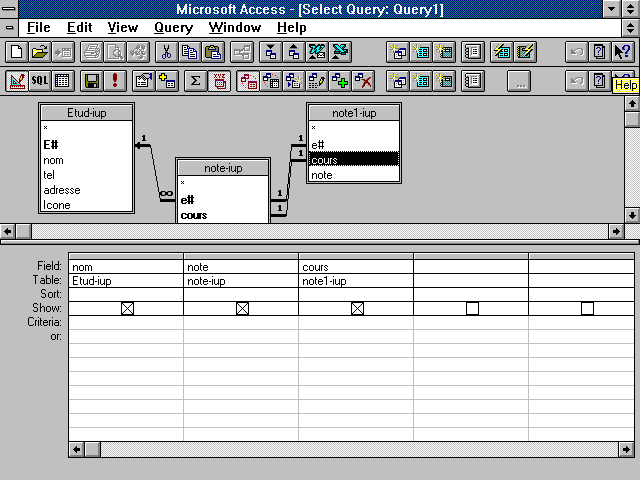 Microsoft Access - [Select Query: Query1]
File Edit View Query Window Help
SQL Σ XYZ ...
Help
Etud-iup
*
E#
nom
tel
adresse
Icone
1
∞
note-iup
*
e#
cours
1
1
note1-iup
*
e#
cours
note
1
1
Field: nom note cours
Table: Etud-iup note-iup note1-iup
Sort:
Show:
Criteria:
or: